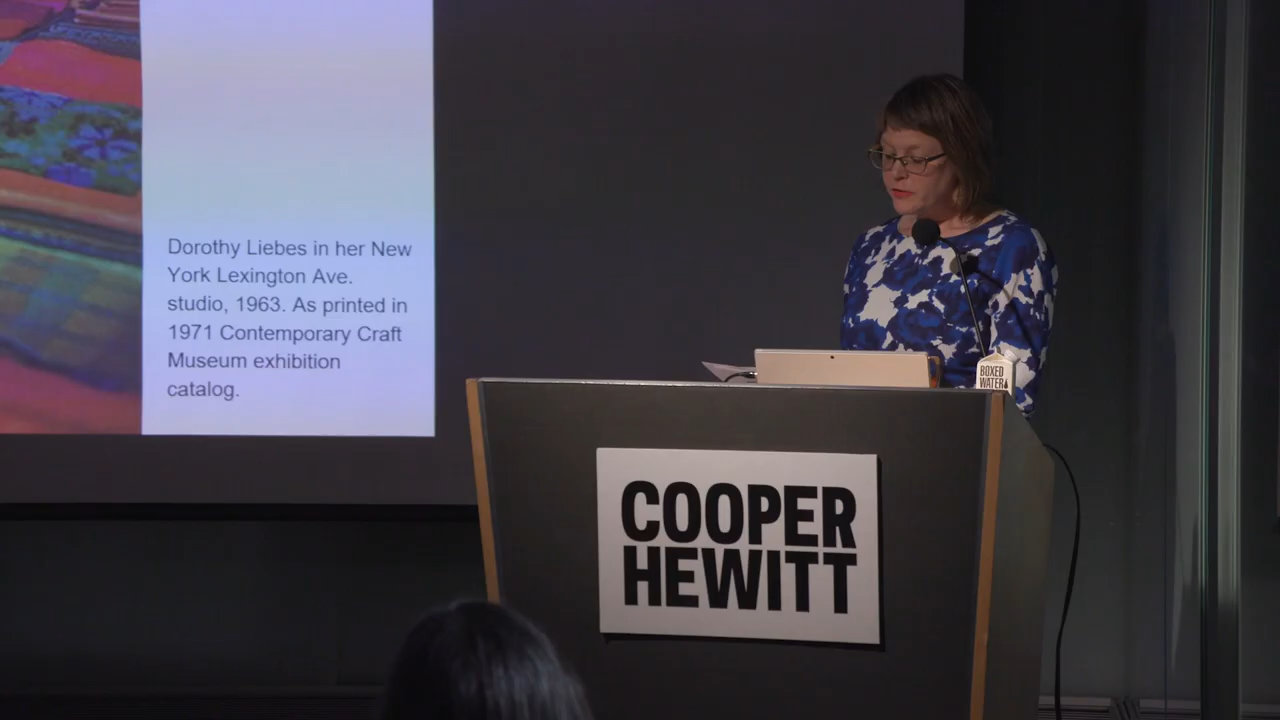 Dorothy Liebes in her New
York Lexington Ave.
studio, 1963. As printed in
1971 Contemporary Craft
Museum exhibition
catalog.
BOXED
WATER
COOPER
HEWITT